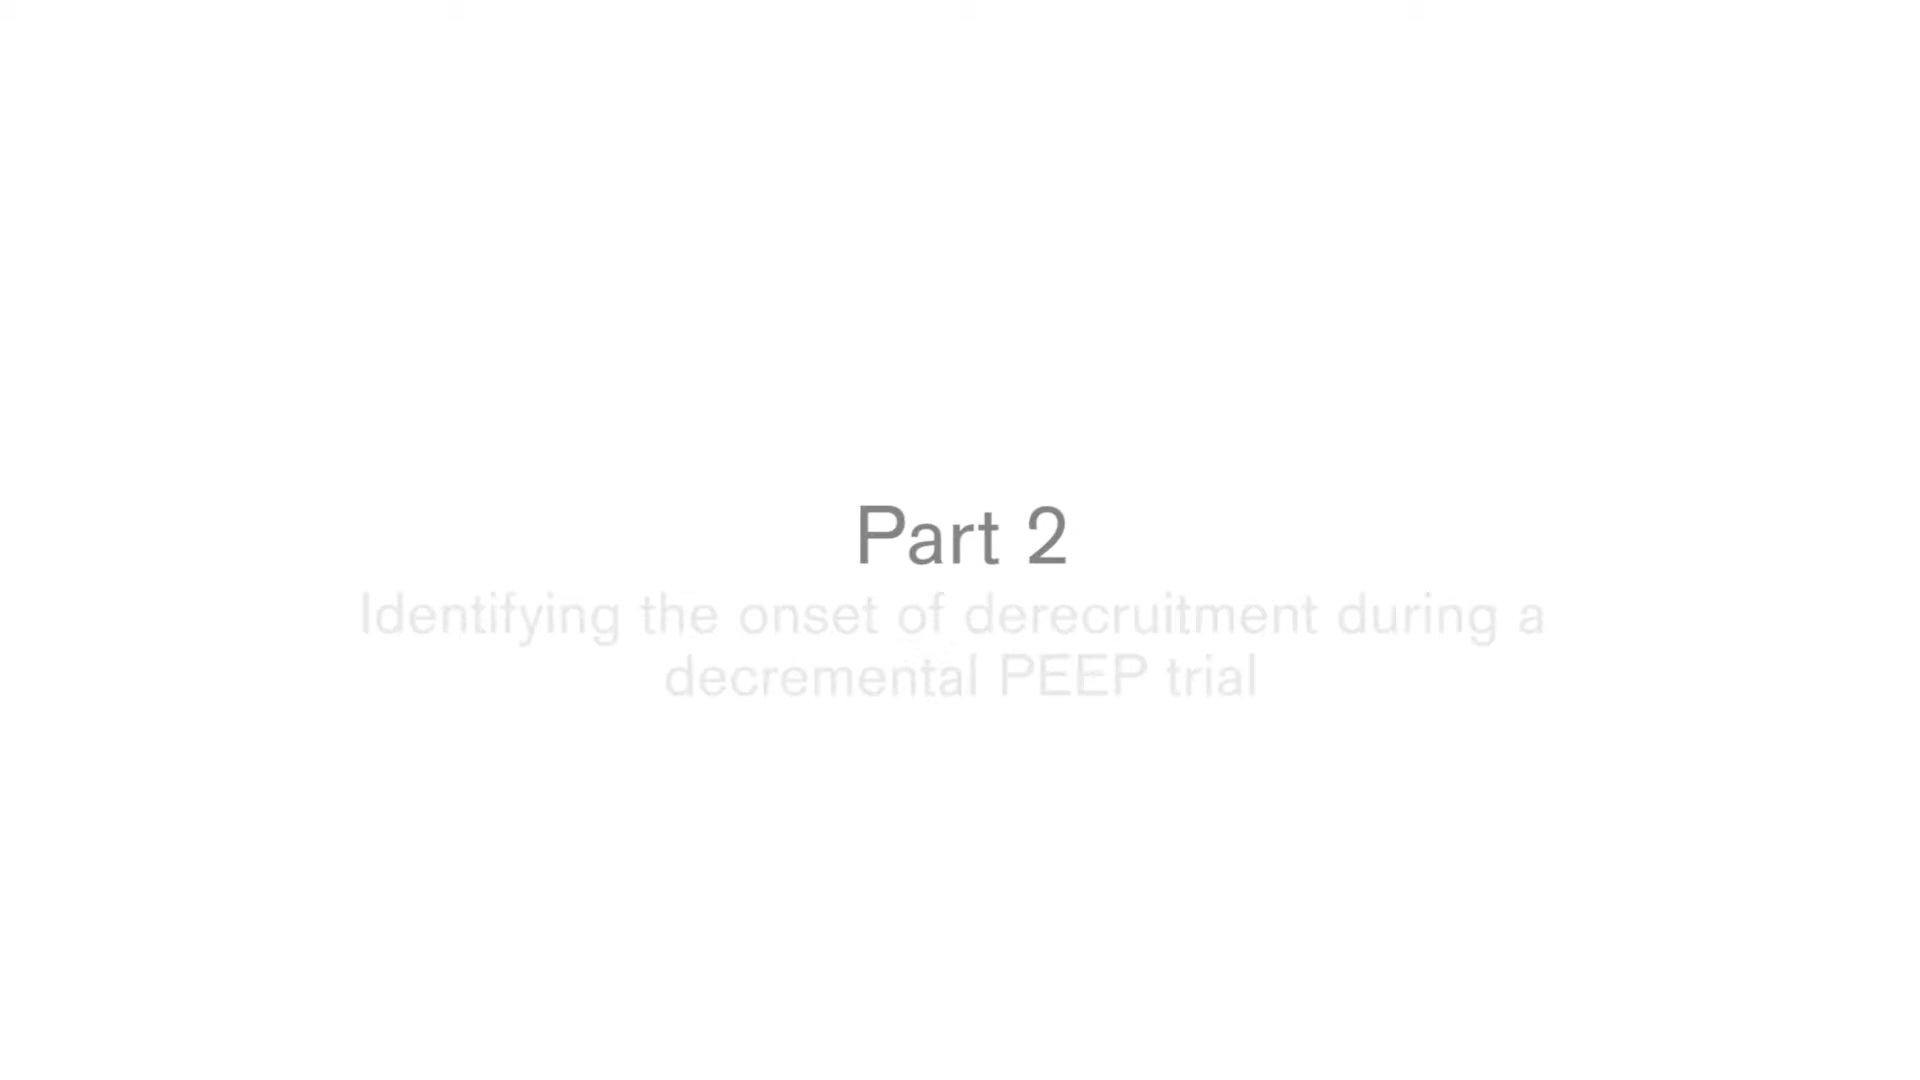 Part 2
Identifying the onset of derecruitment during a
decremental PEEP trial